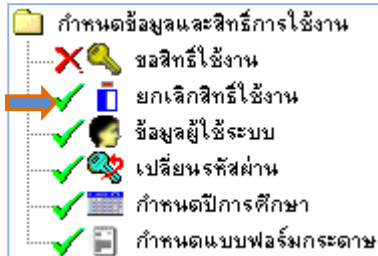 กำหนดข้อมูลและสิทธิ์การใช้งาน
ขอสิทธิ์ใช้งาน
ยกเลิกสิทธิ์ใช้งาน
ข้อมูลผู้ใช้ระบบ
เปลี่ยนรหัสผ่าน
กำหนดปีการศึกษา
กำหนดแบบฟอร์มกระดาษ